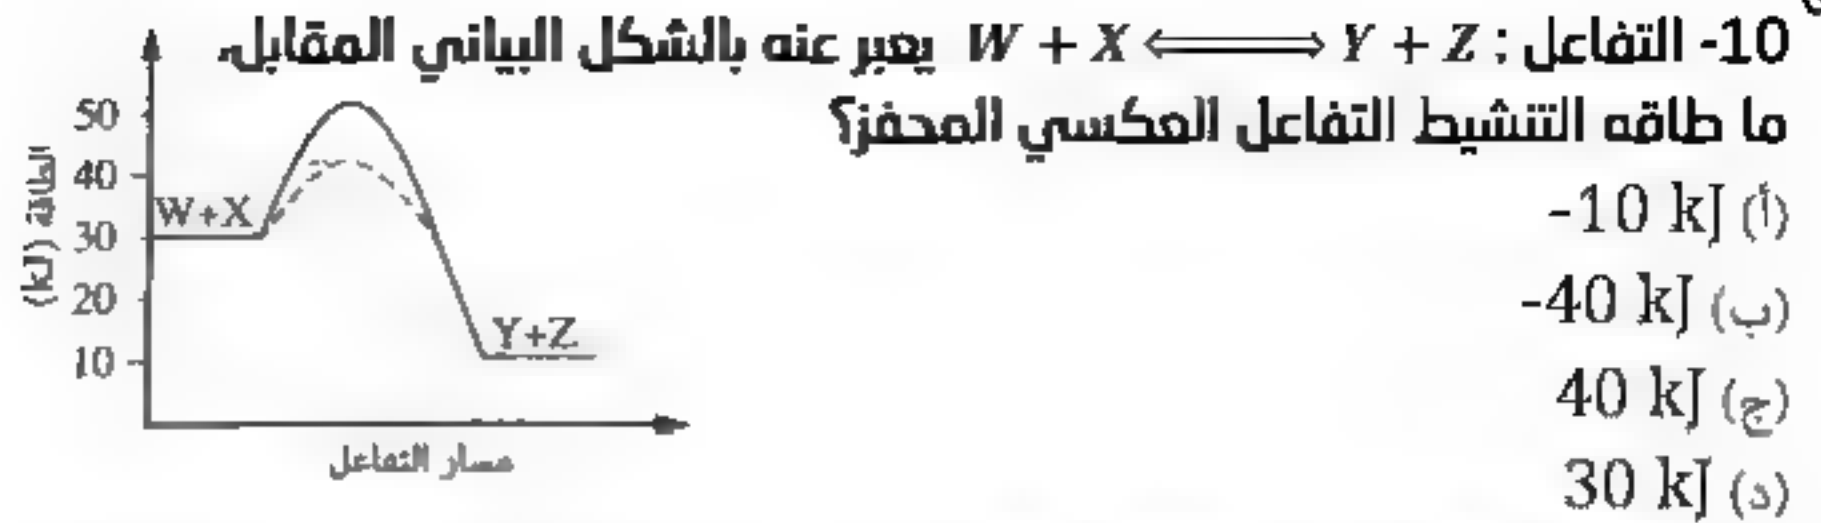 10- التفاعل : W + X ⟺ Y + Z يعبر عنه بالشكل البياني المقابل.
ما طاقه التنشيط التفاعل العكسي المحفز؟
(أ) -10 kJ
(ب) -40 kJ
(ج) 40 kJ
(د) 30 kJ
الطاقة (kJ)
50
40
30
20
10
W+X
Y+Z
مسار التفاعل